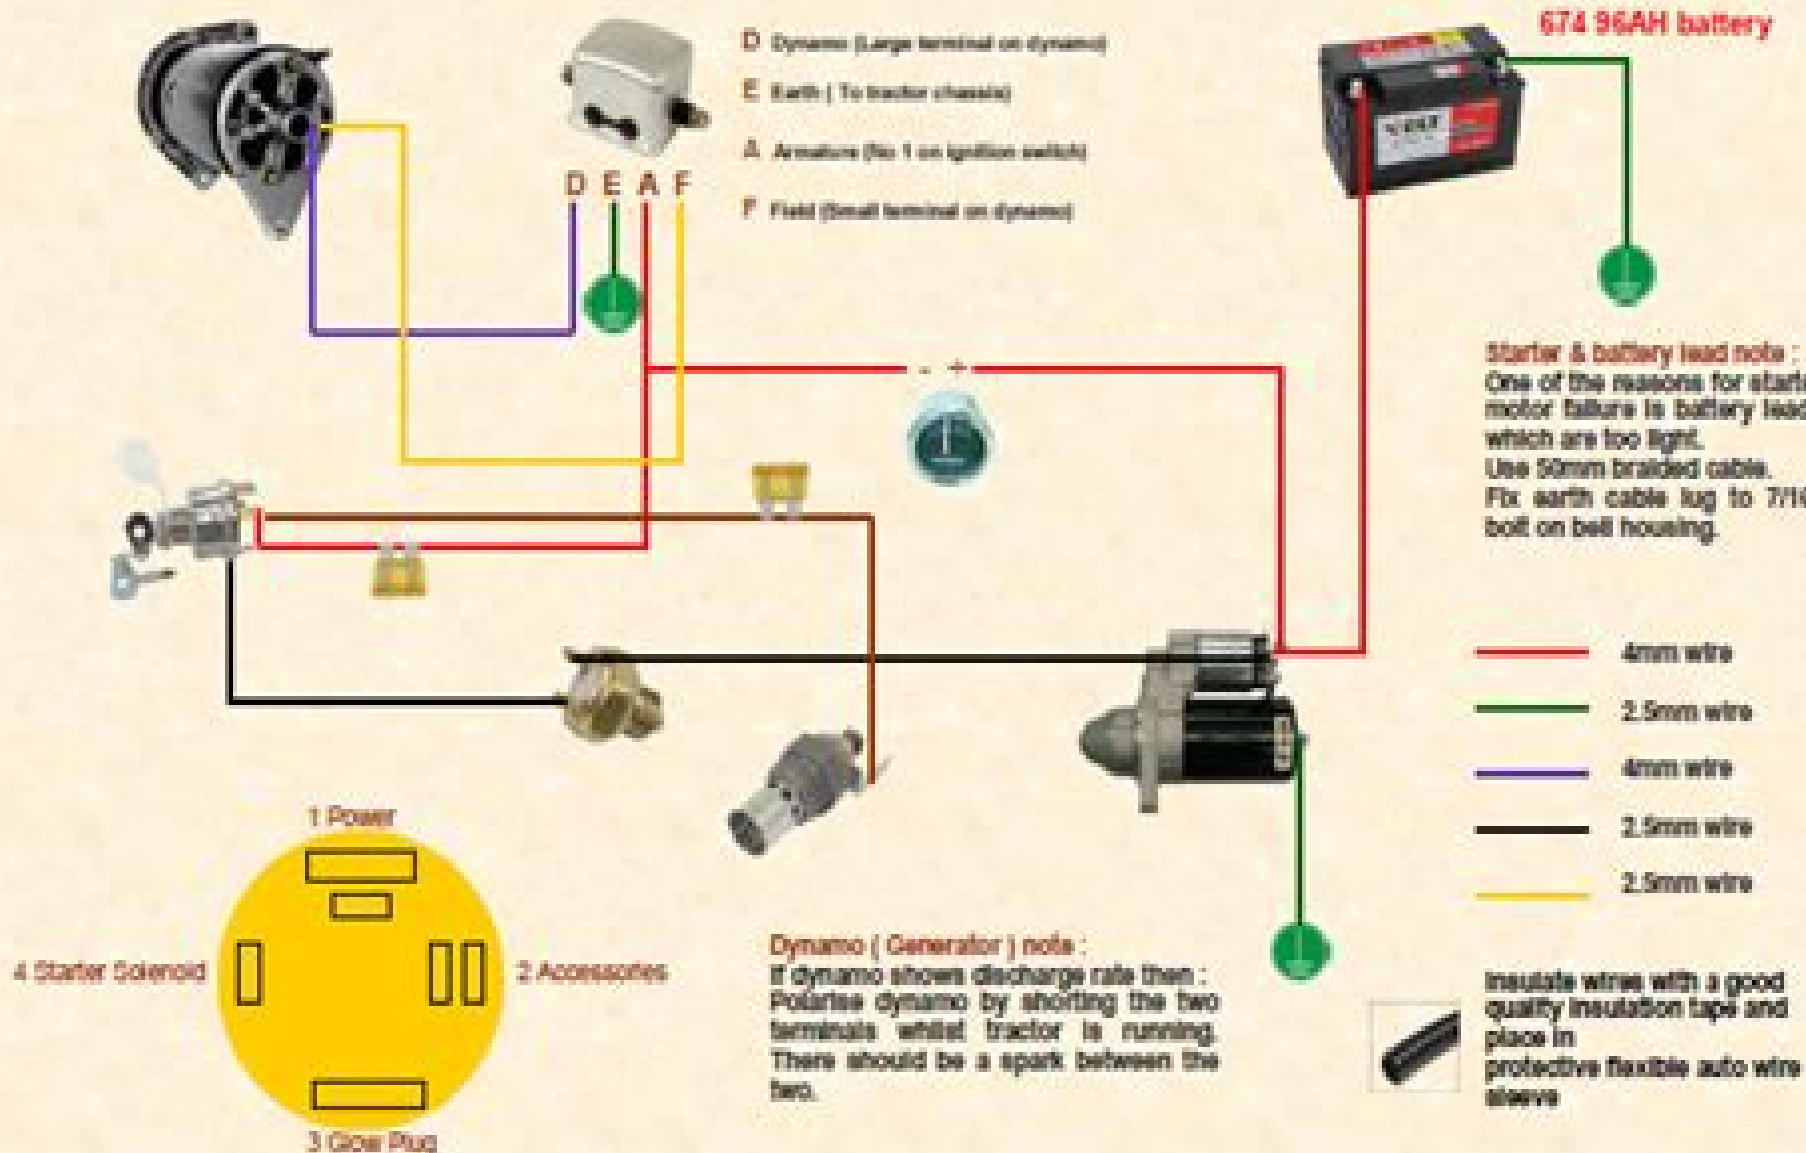 674 96AH battery
D Dynamo (Large terminal on dynamo)
E Earth ( To tractor chassis)
A Armature (No 1 on ignition switch)
F Field (Small terminal on dynamo)
D E A F
- +
Starter & battery lead note :
One of the reasons for starte
motor failure is battery lead
which are too light.
Use 50mm braided cable.
Fix earth cable lug to 7/16
bolt on bell housing.
4mm wire
2.5mm wire
4mm wire
2.5mm wire
2.5mm wire
1 Power
4 Starter Solenoid
2 Accessories
3 Glow Plug
Dynamo ( Generator ) note :
If dynamo shows discharge rate then :
Polarise dynamo by shorting the two
terminals whilst tractor is running.
There should be a spark between the
two.
Insulate wires with a good
quality insulation tape and
place in
protective flexible auto wire
sleeve